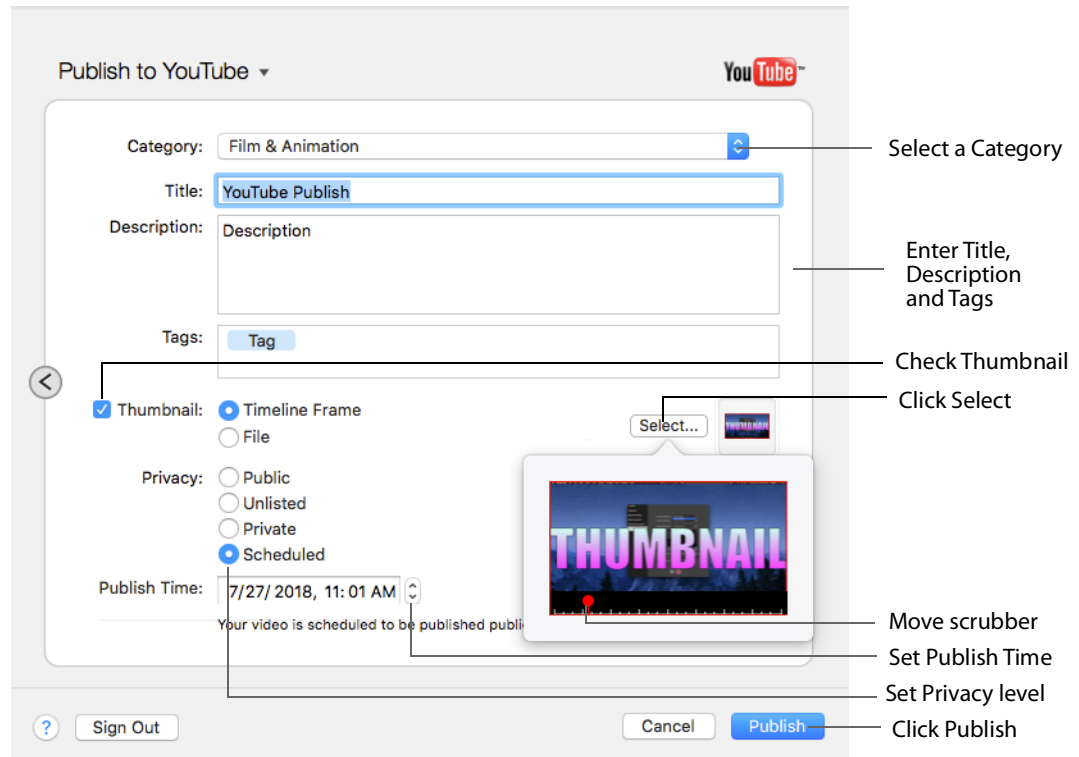 Publish to YouTube
You Tube™
Category:
Film & Animation
Select a Category
Title:
YouTube Publish
Description:
Description
Enter Title,
Description
and Tags
Tags:
Tag
Check Thumbnail
Thumbnail:
Timeline Frame
Click Select
File
Select...
THUMBNAIL
Privacy:
Public
Unlisted
Private
Scheduled
THUMBNAIL
Publish Time:
7/27/ 2018, 11: 01 AM
Your video is scheduled to be published publi
Move scrubber
Set Publish Time
Set Privacy level
?
Sign Out
Cancel
Publish
Click Publish